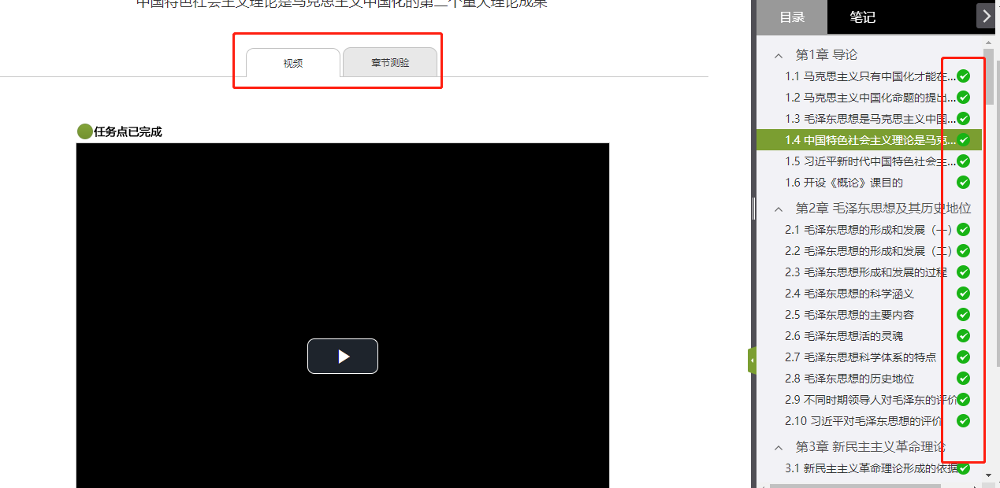 中国特色社会主义理论是马克思主义中国化的第二个重大理论成果
视频
章节测验
任务点已完成
目录
笔记
第1章 导论
1.1 马克思主义只有中国化才能在...
1.2 马克思主义中国化命题的提出...
1.3 毛泽东思想是马克思主义中国...
1.4 中国特色社会主义理论是马克...
1.5 习近平新时代中国特色社会主...
1.6 开设《概论》课目的
第2章 毛泽东思想及其历史地位
2.1 毛泽东思想的形成和发展（一）
2.2 毛泽东思想的形成和发展（二）
2.3 毛泽东思想形成和发展的过程
2.4 毛泽东思想的科学涵义
2.5 毛泽东思想的主要内容
2.6 毛泽东思想活的灵魂
2.7 毛泽东思想科学体系的特点
2.8 毛泽东思想的历史地位
2.9 不同时期领导人对毛泽东的评价
2.10 习近平对毛泽东思想的评价
第3章 新民主主义革命理论
3.1 新民主主义革命理论形成的依据